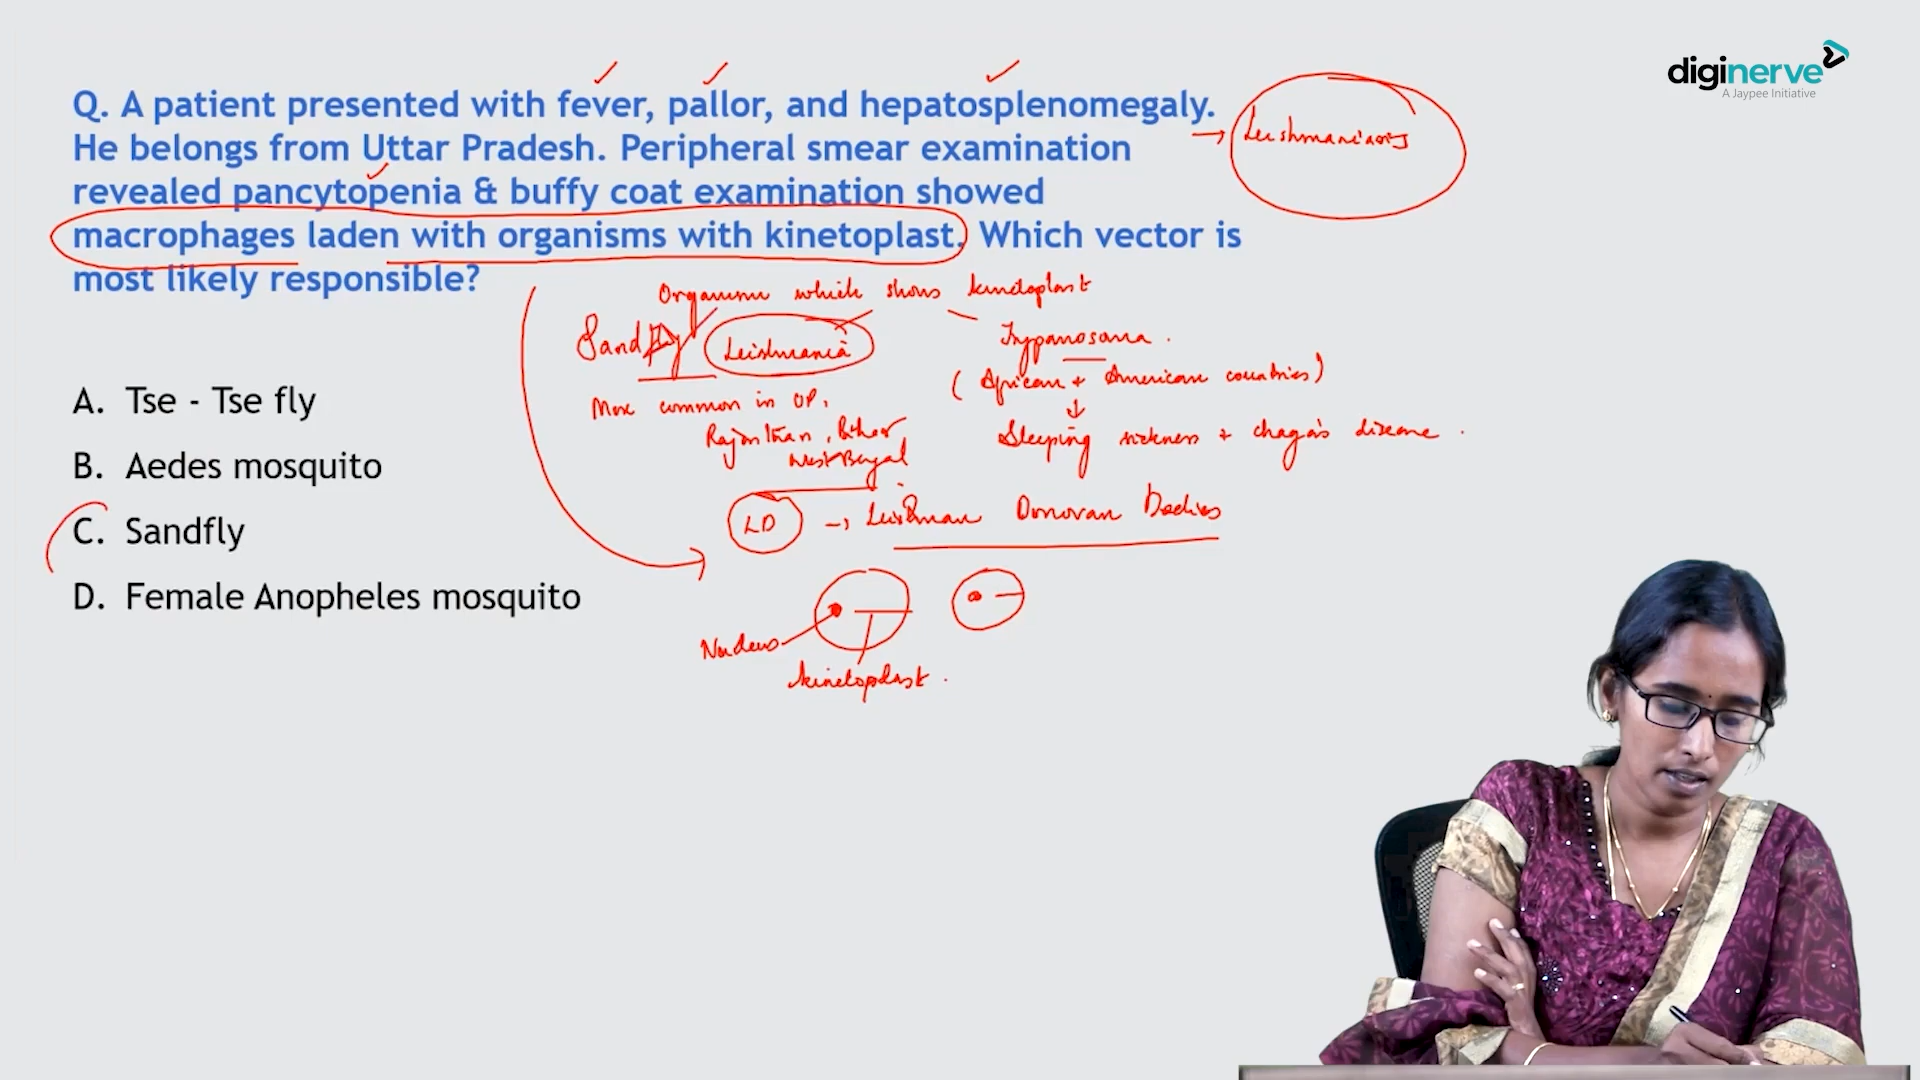 diginerve
A Jaypee Initiative
Q. A patient presented with fever, pallor, and hepatosplenomegaly.
He belongs from Uttar Pradesh. Peripheral smear examination
revealed pancytopenia & buffy coat examination showed
macrophages laden with organisms with kinetoplast. Which vector is
most likely responsible?
→ Leishmaniasis
Organism which shows kinetoplast
Sandfly
Leishmania
Trypanosoma.
(African + American countries)
More common in UP,
Rajasthan, Bihar
West Bengal
Sleeping sickness + chaga's disease.
LD → Leishman Donovan Bodies
Nucleus
kinetoplast.
A. Tse - Tse fly
B. Aedes mosquito
C. Sandfly
D. Female Anopheles mosquito